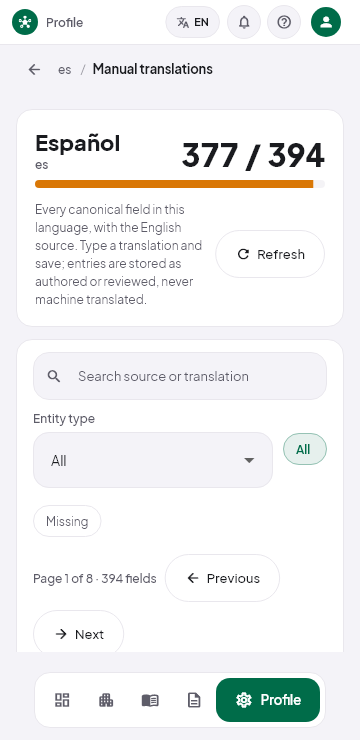 Profile
EN
es / Manual translations
Español
es
377 / 394
Every canonical field in this
language, with the English
source. Type a translation and
save; entries are stored as
authored or reviewed, never
machine translated.
Refresh
Search source or translation
Entity type
All
All
Missing
Page 1 of 8 · 394 fields
Previous
Next
Profile